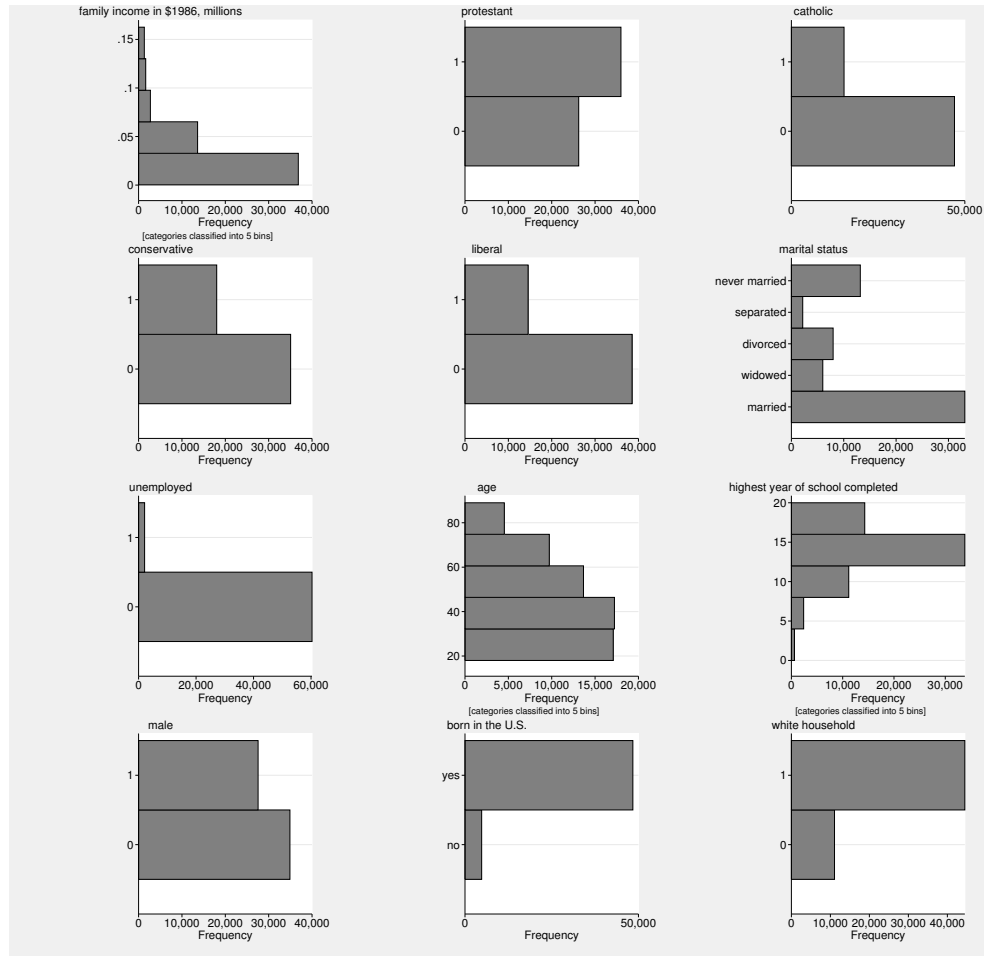 family income in $1986, millions
.15
.1
.05
0
0 10,000 20,000 30,000 40,000
Frequency
[categories classified into 5 bins]
protestant
1
0
0 10,000 20,000 30,000 40,000
Frequency
catholic
1
0
0 50,000
Frequency
conservative
1
0
0 10,000 20,000 30,000 40,000
Frequency
liberal
1
0
0 10,000 20,000 30,000 40,000
Frequency
marital status
never married
separated
divorced
widowed
married
0 10,000 20,000 30,000
Frequency
unemployed
1
0
0 20,000 40,000 60,000
Frequency
age
80
60
40
20
0 5,000 10,000 15,000 20,000
Frequency
[categories classified into 5 bins]
highest year of school completed
20
15
10
5
0
0 10,000 20,000 30,000
Frequency
[categories classified into 5 bins]
male
1
0
0 10,000 20,000 30,000 40,000
Frequency
born in the U.S.
yes
no
0 50,000
Frequency
white household
1
0
0 10,000 20,000 30,000 40,000
Frequency